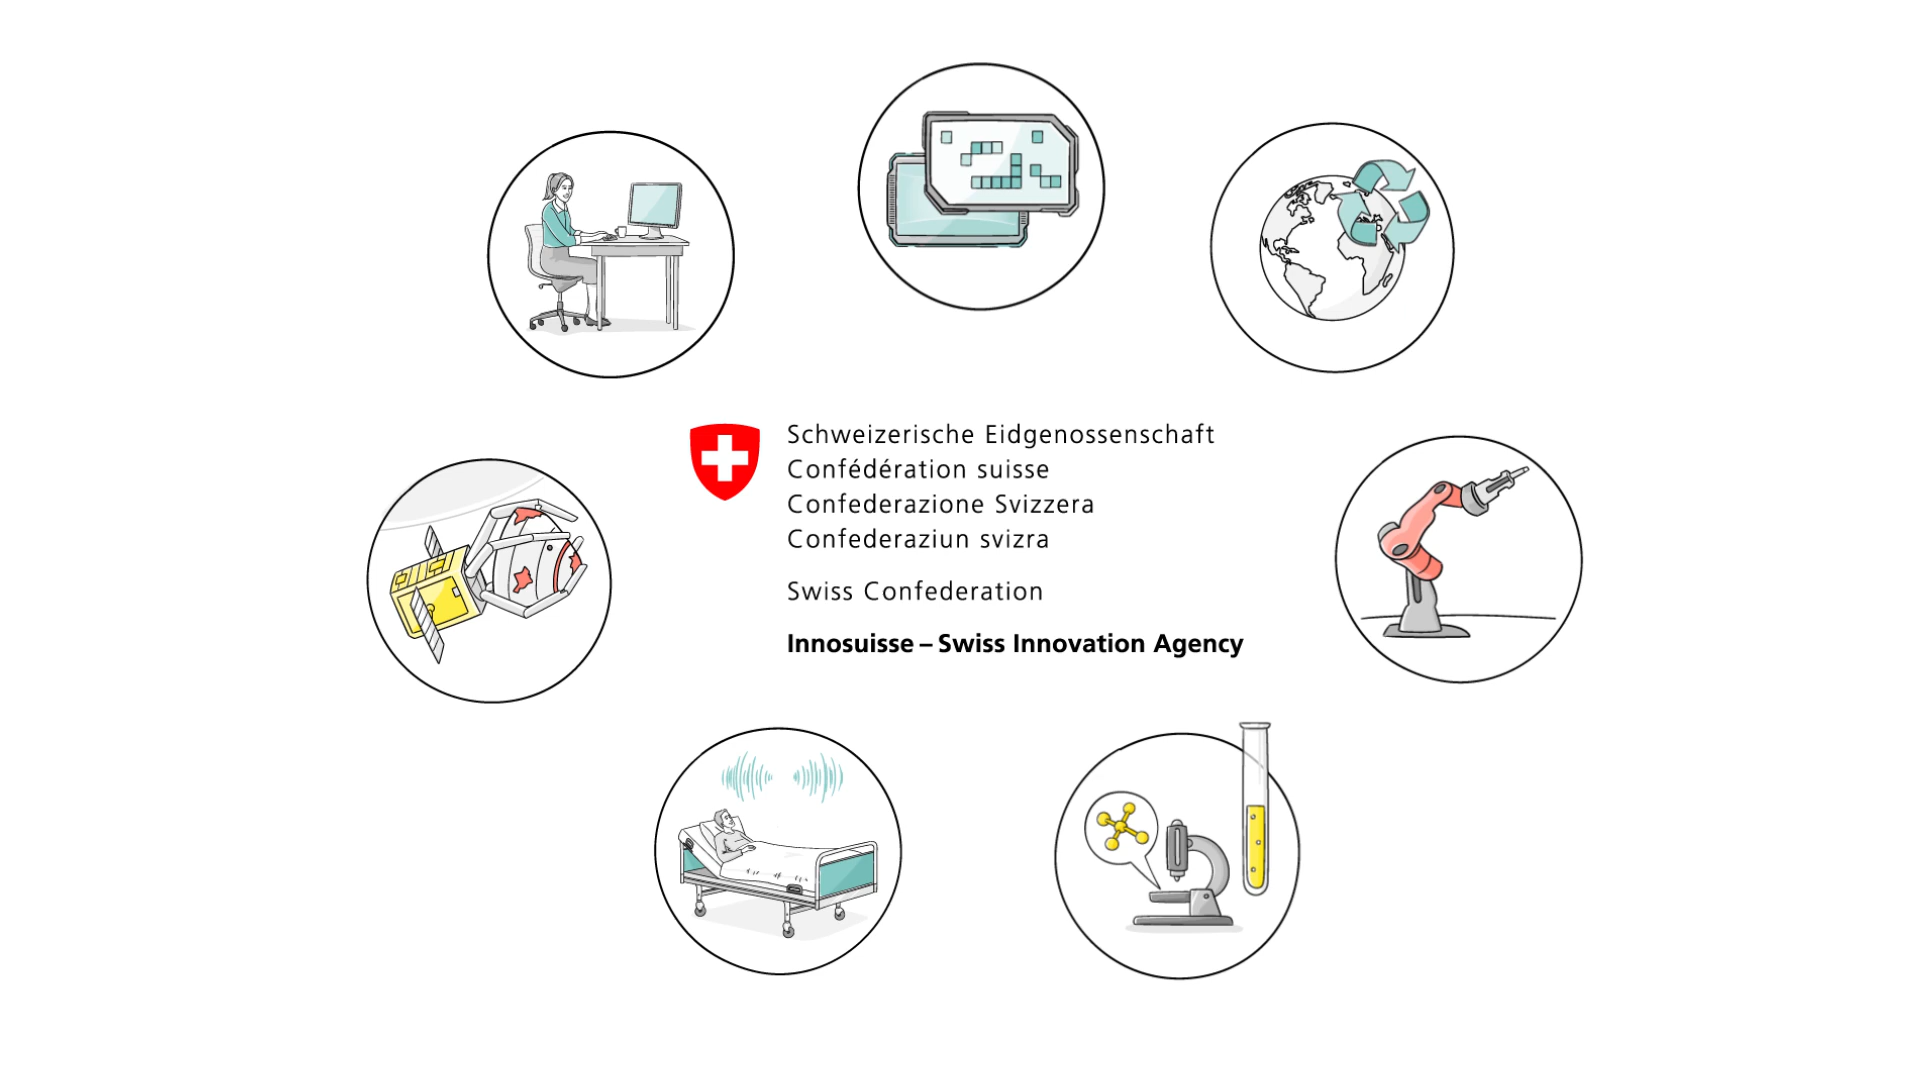 Schweizerische Eidgenossenschaft
Confédération suisse
Confederazione Svizzera
Confederaziun svizra
Swiss Confederation
Innosuisse – Swiss Innovation Agency